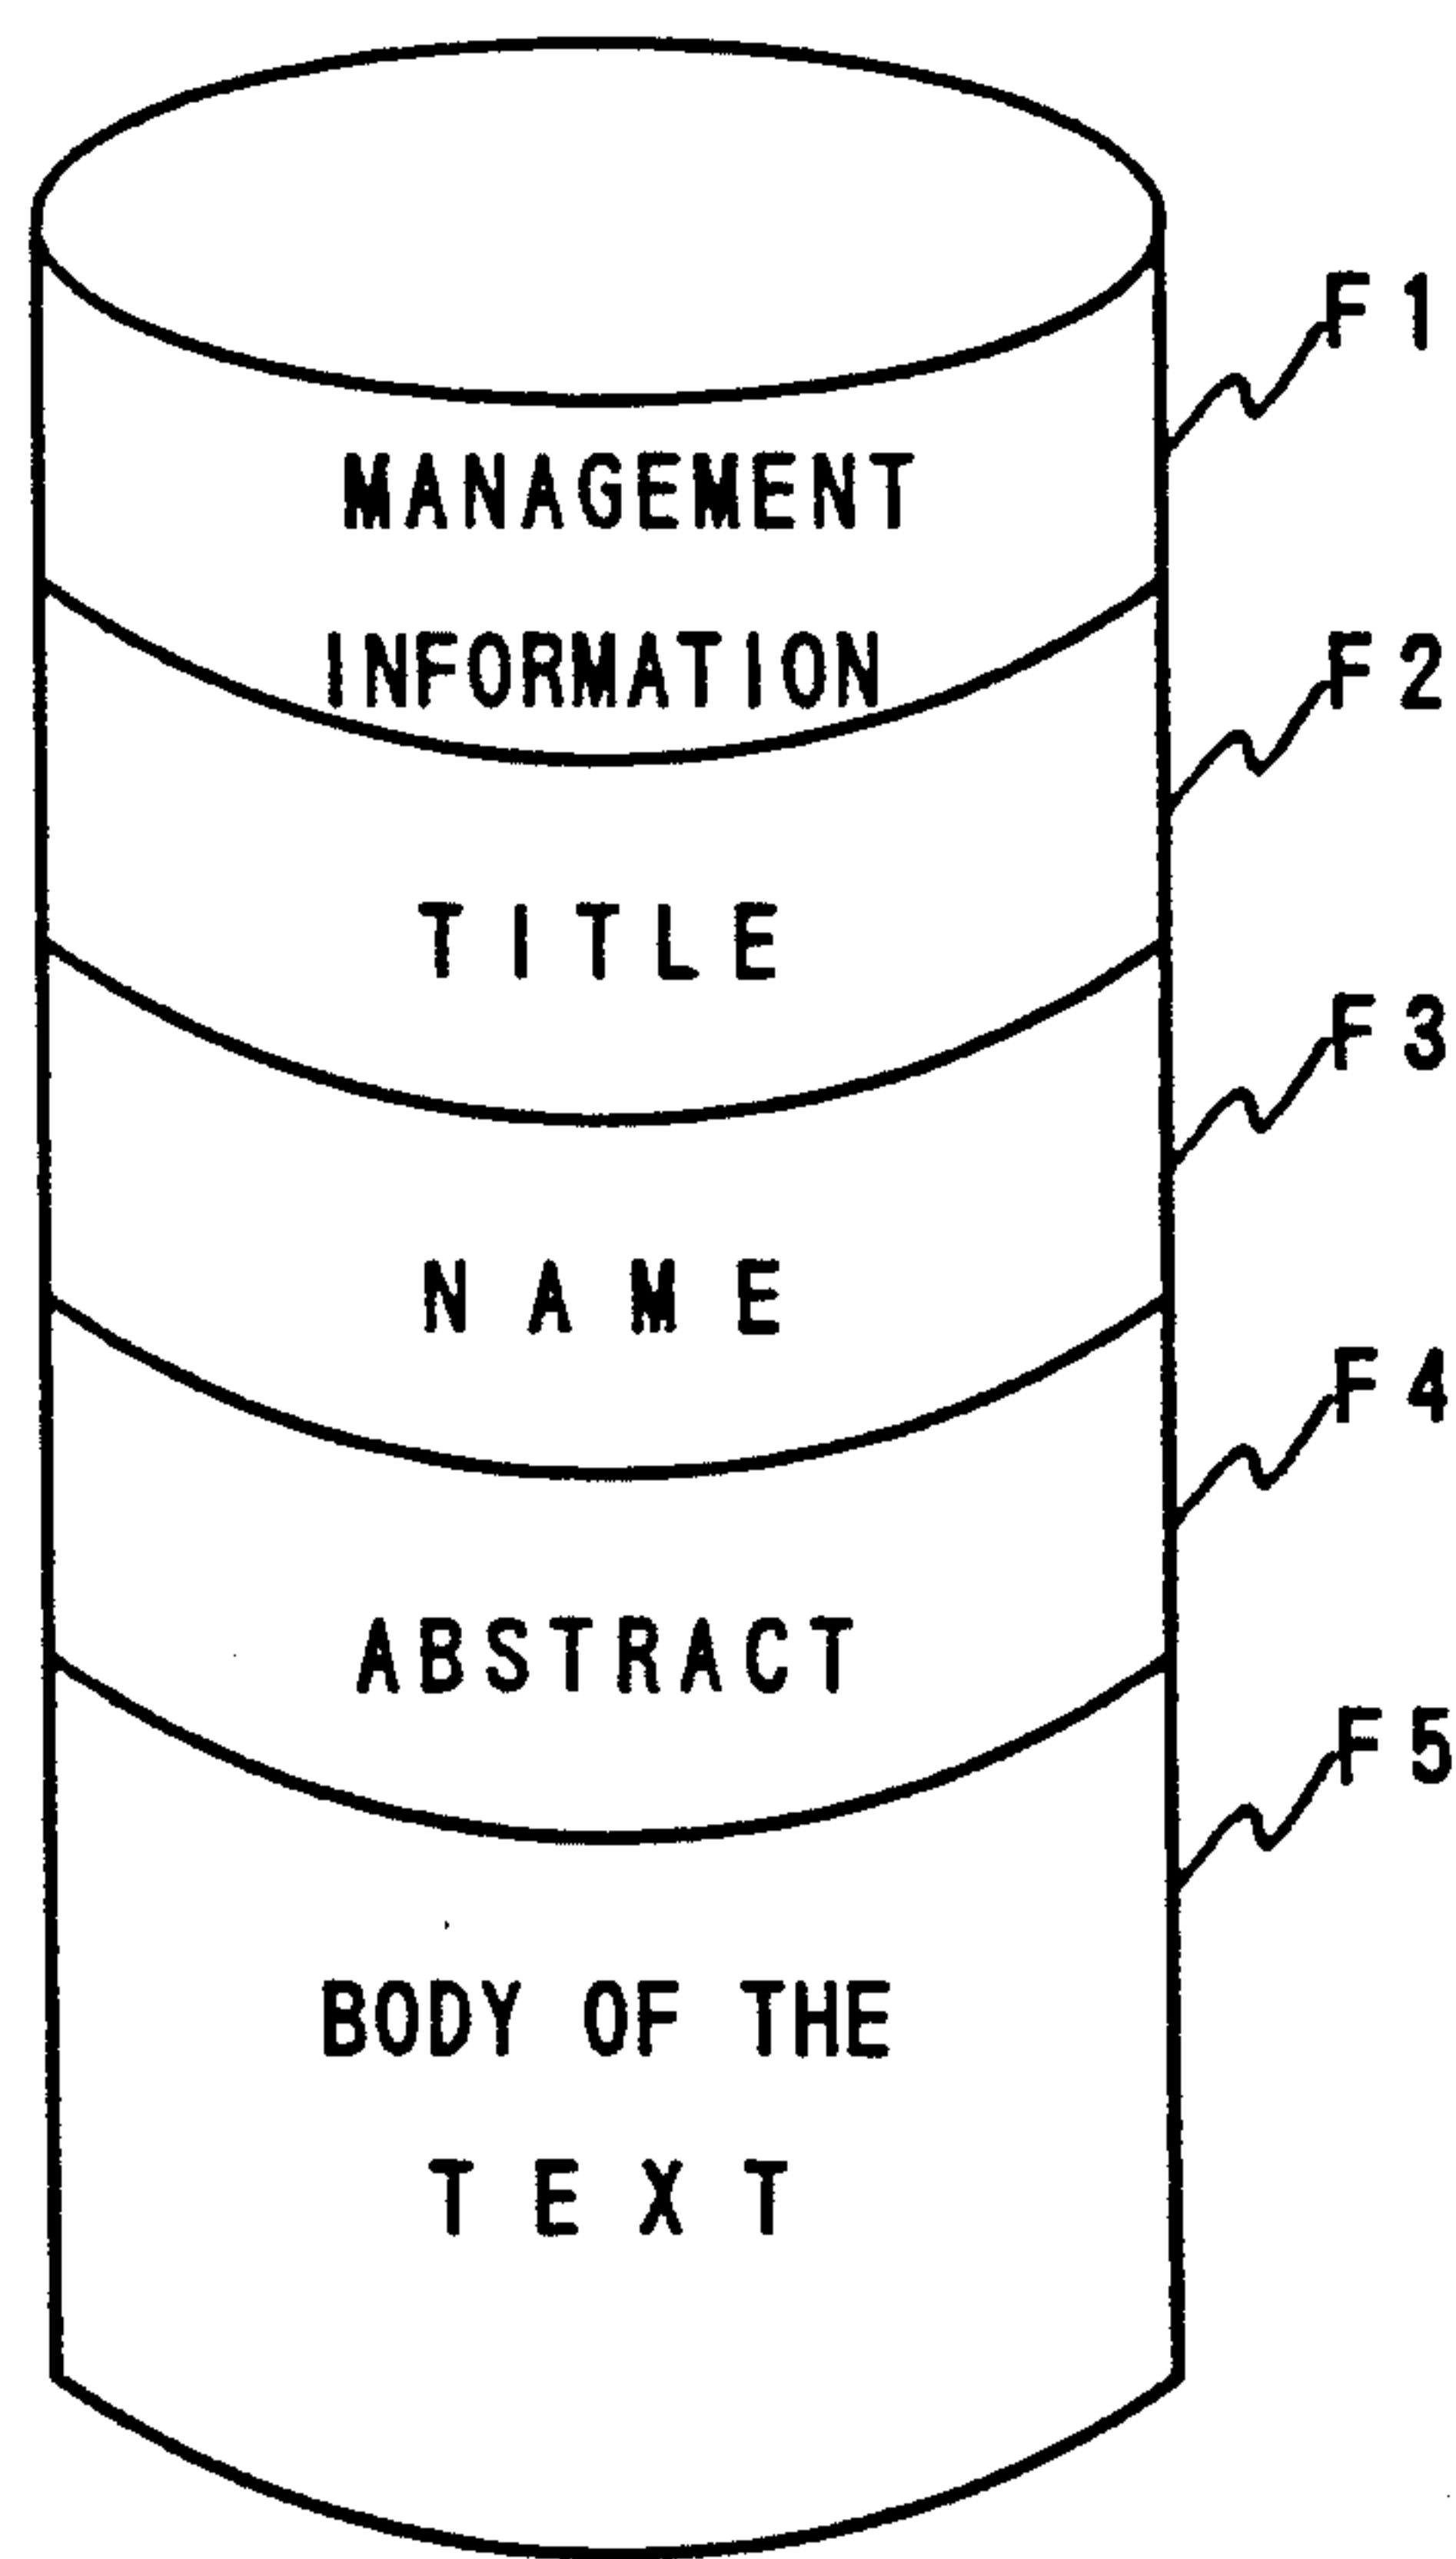 F1
MANAGEMENT
INFORMATION
F2
TITLE
F3
NAME
F4
ABSTRACT
F5
BODY OF THE
TEXT